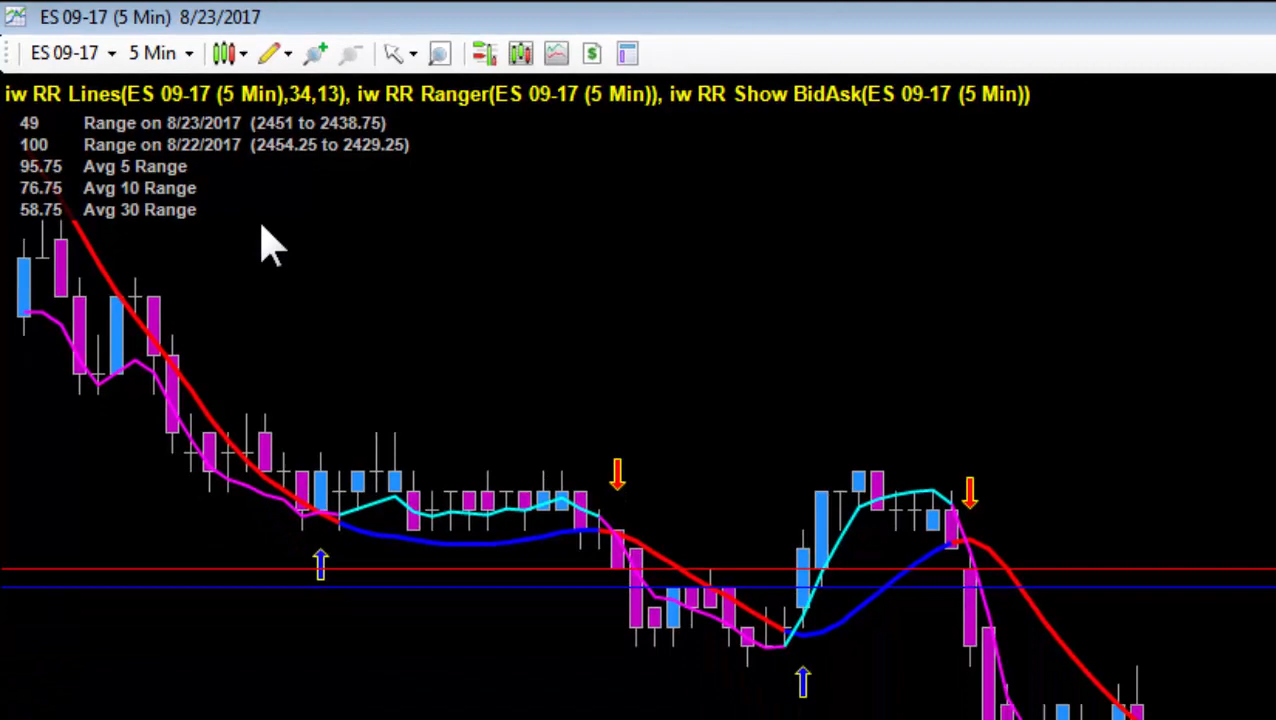 ES 09-17 (5 Min) 8/23/2017
ES 09-17 5 Min
iw RR Lines(ES 09-17 (5 Min),34,13), iw RR Ranger(ES 09-17 (5 Min)), iw RR Show BidAsk(ES 09-17 (5 Min))
49 Range on 8/23/2017 (2451 to 2438.75)
100 Range on 8/22/2017 (2454.25 to 2429.25)
95.75 Avg 5 Range
76.75 Avg 10 Range
58.75 Avg 30 Range